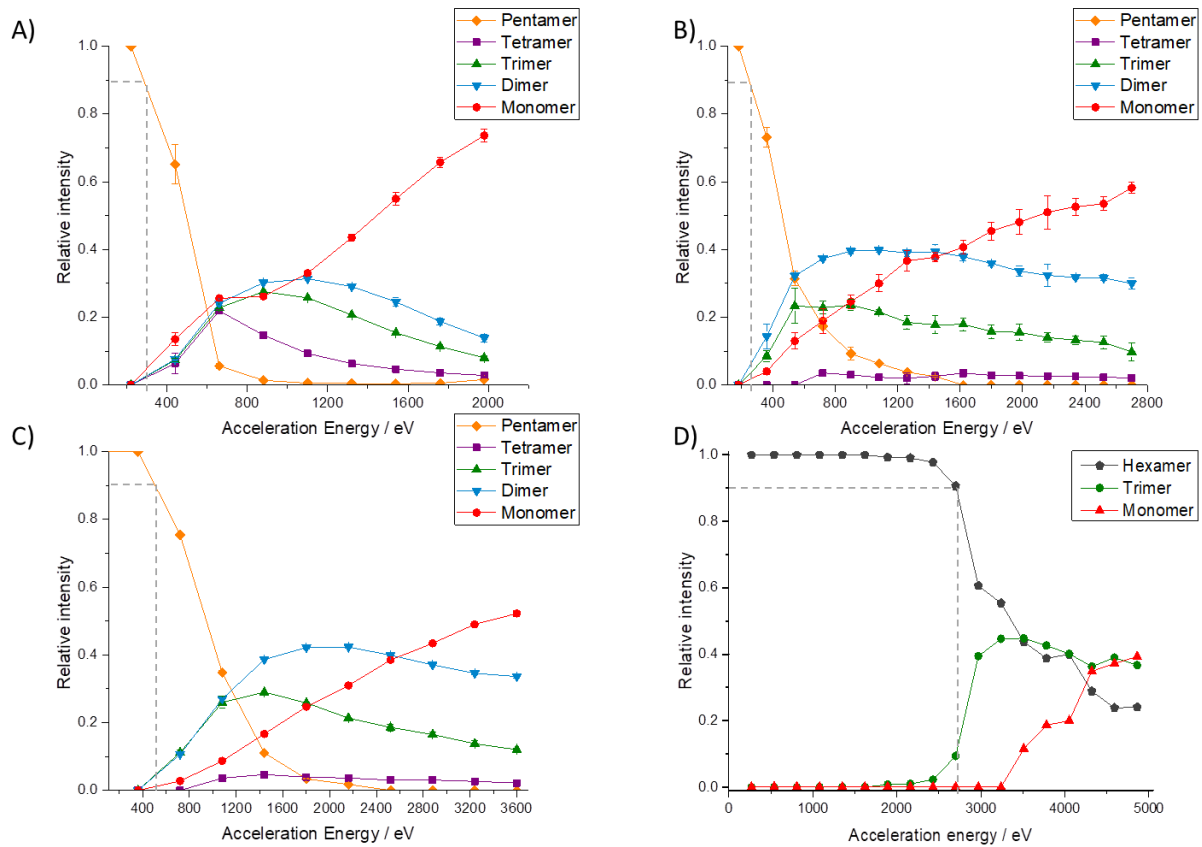 A)
Pentamer
Tetramer
Trimer
Dimer
Monomer
1.0
0.8
0.6
0.4
0.2
0.0
Relative intensity
400 800 1200 1600 2000
Acceleration Energy / eV
B)
Pentamer
Tetramer
Trimer
Dimer
Monomer
1.0
0.8
0.6
0.4
0.2
0.0
Relative intensity
400 800 1200 1600 2000 2400 2800
Acceleration Energy / eV
C)
Pentamer
Tetramer
Trimer
Dimer
Monomer
1.0
0.8
0.6
0.4
0.2
0.0
Relative intensity
400 1200 2000 2800 3600
Acceleration Energy / eV
D)
Hexamer
Trimer
Monomer
1.0
0.8
0.6
0.4
0.2
0.0
Relative intensity
0 1000 2000 3000 4000 5000
Acceleration energy / eV